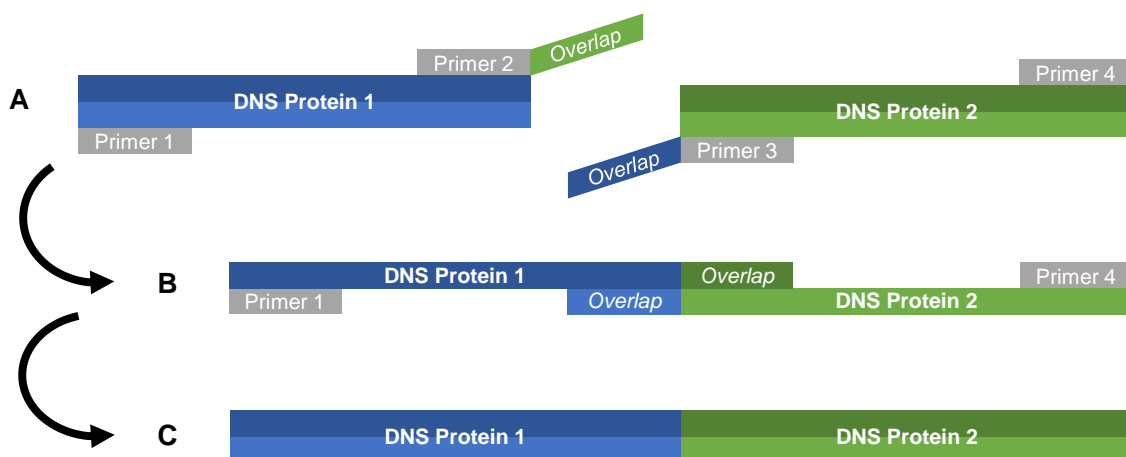 Primer 2
Overlap
A
DNS Protein 1
Primer 1
Primer 4
DNS Protein 2
Overlap
Primer 3
B
DNS Protein 1
Overlap
Primer 4
Primer 1
Overlap
DNS Protein 2
C
DNS Protein 1
DNS Protein 2